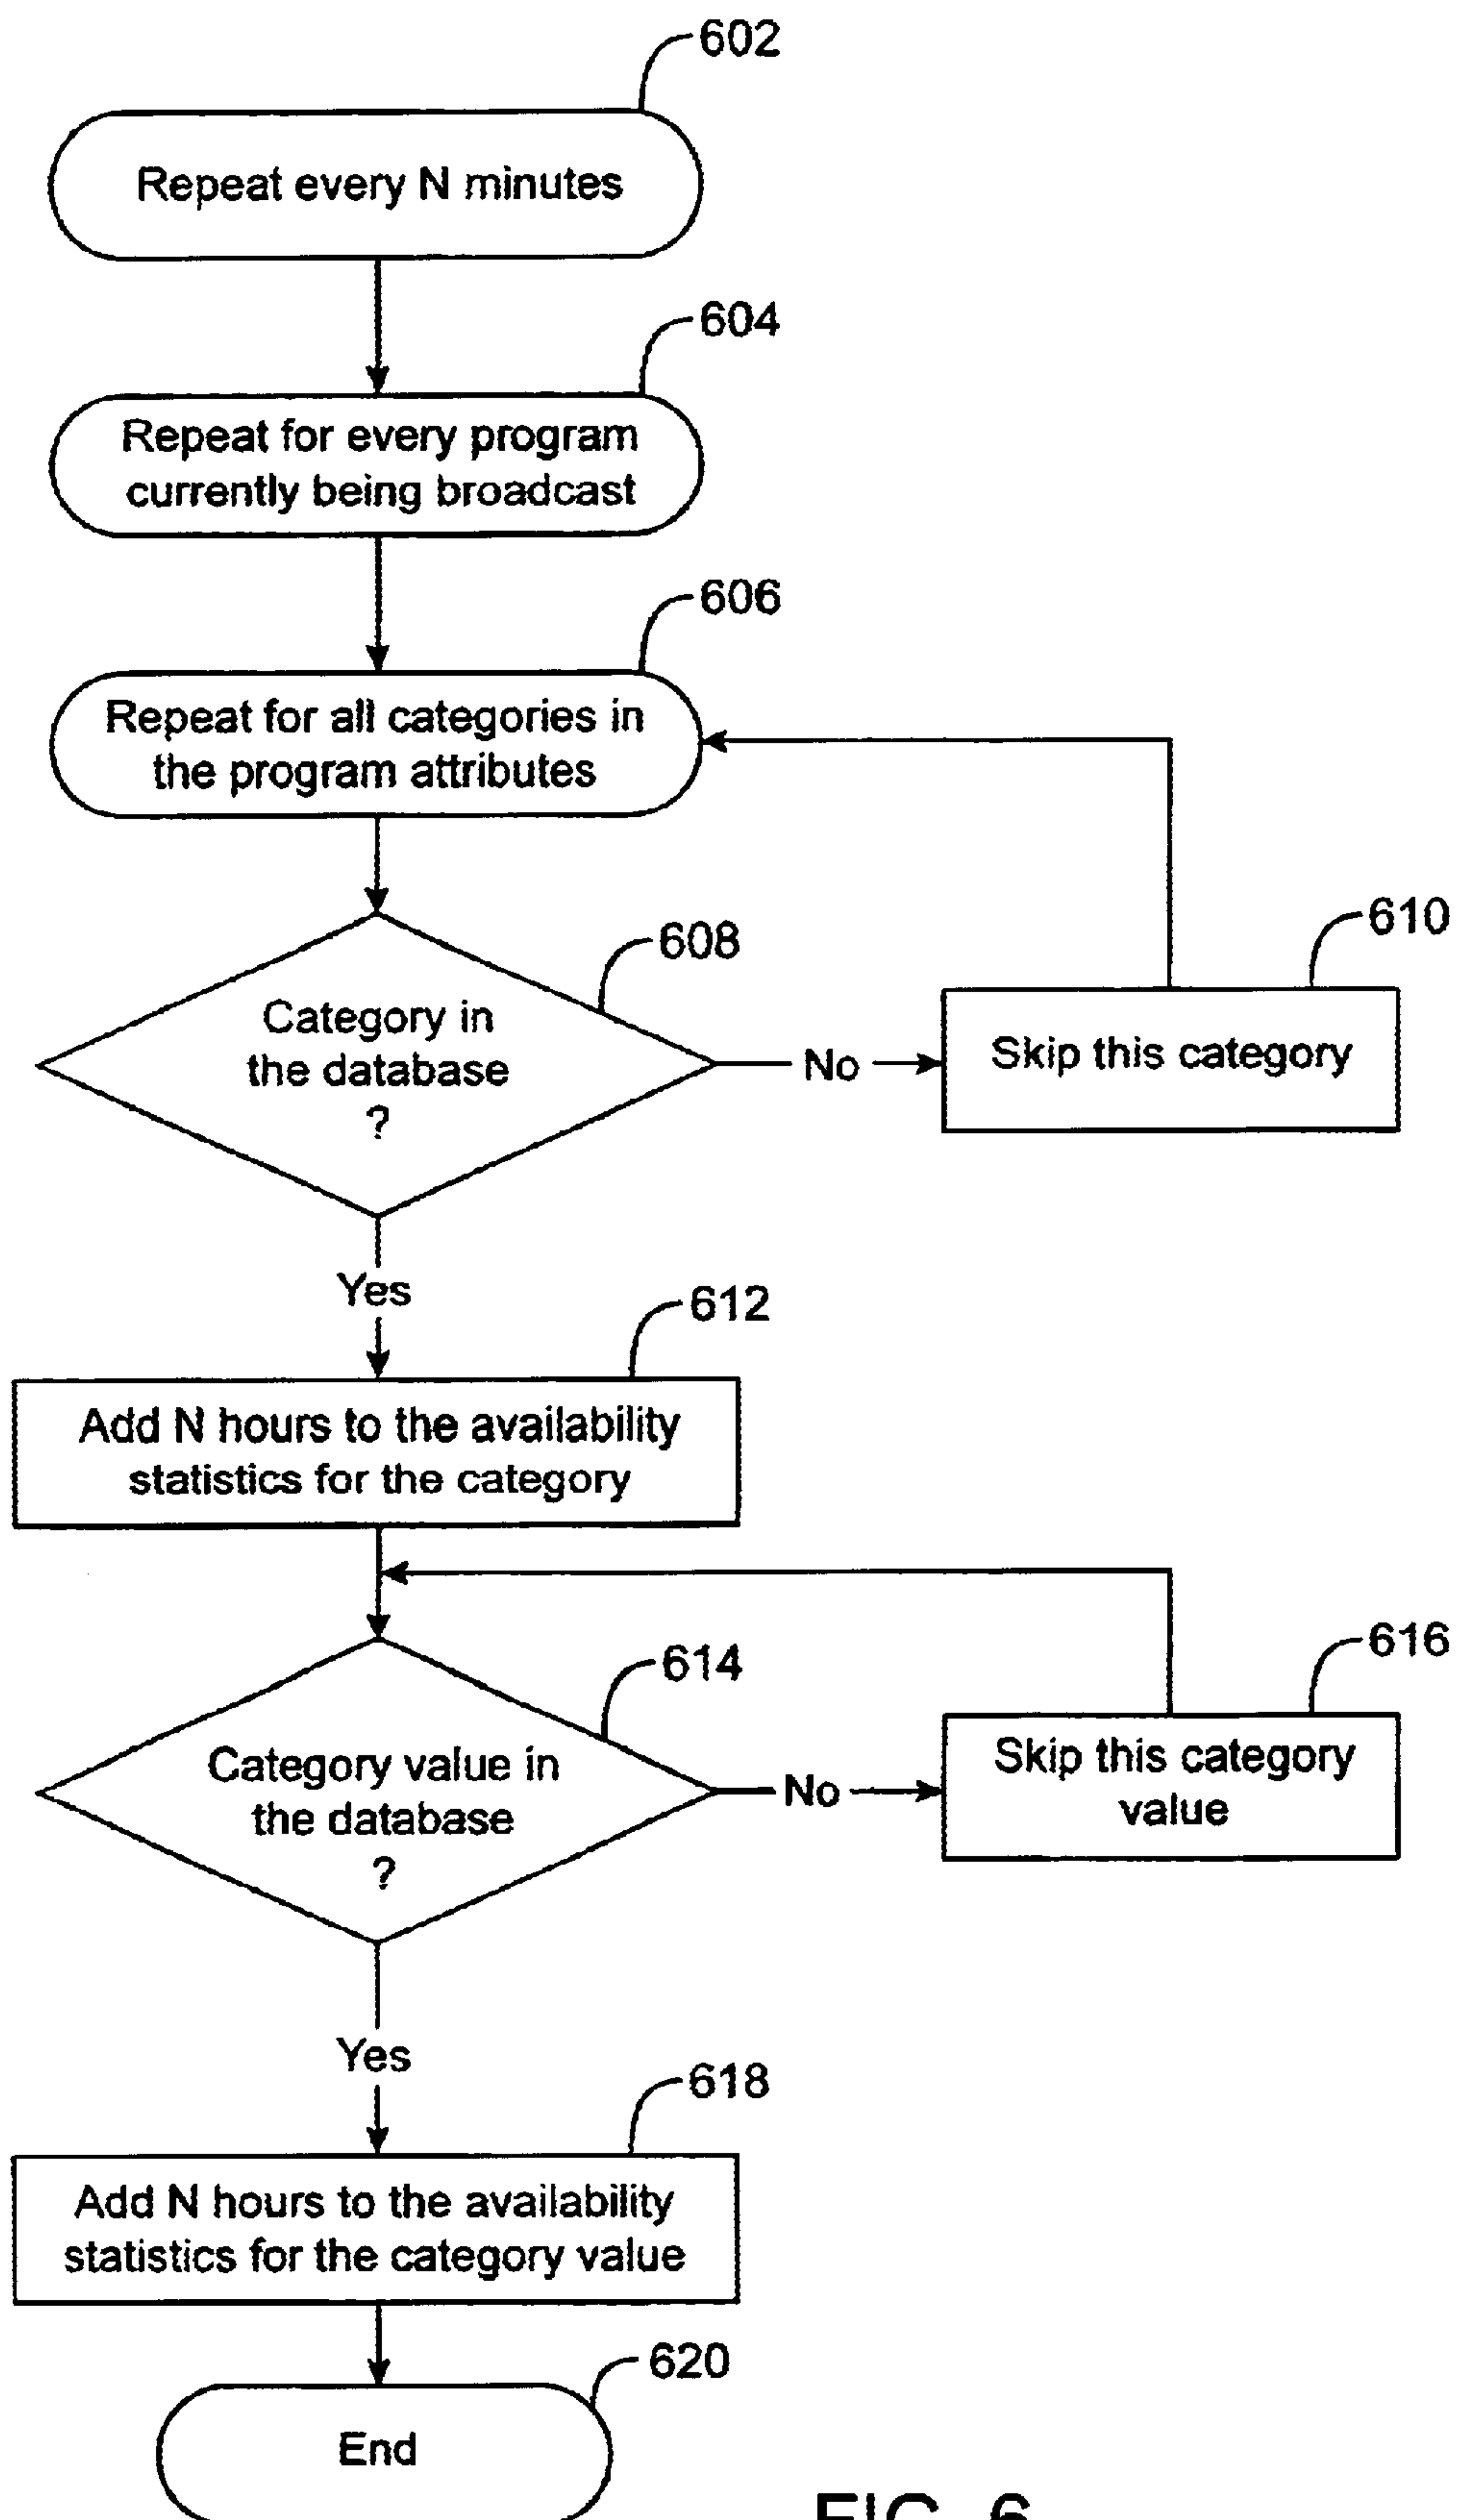 602
Repeat every N minutes
604
Repeat for every program
currently being broadcast
606
Repeat for all categories in
the program attributes
608
Category in
the database
?
No
610
Skip this category
Yes
612
Add N hours to the availability
statistics for the category
614
Category value in
the database
?
No
616
Skip this category
value
Yes
618
Add N hours to the availability
statistics for the category value
620
End
FIG. 6